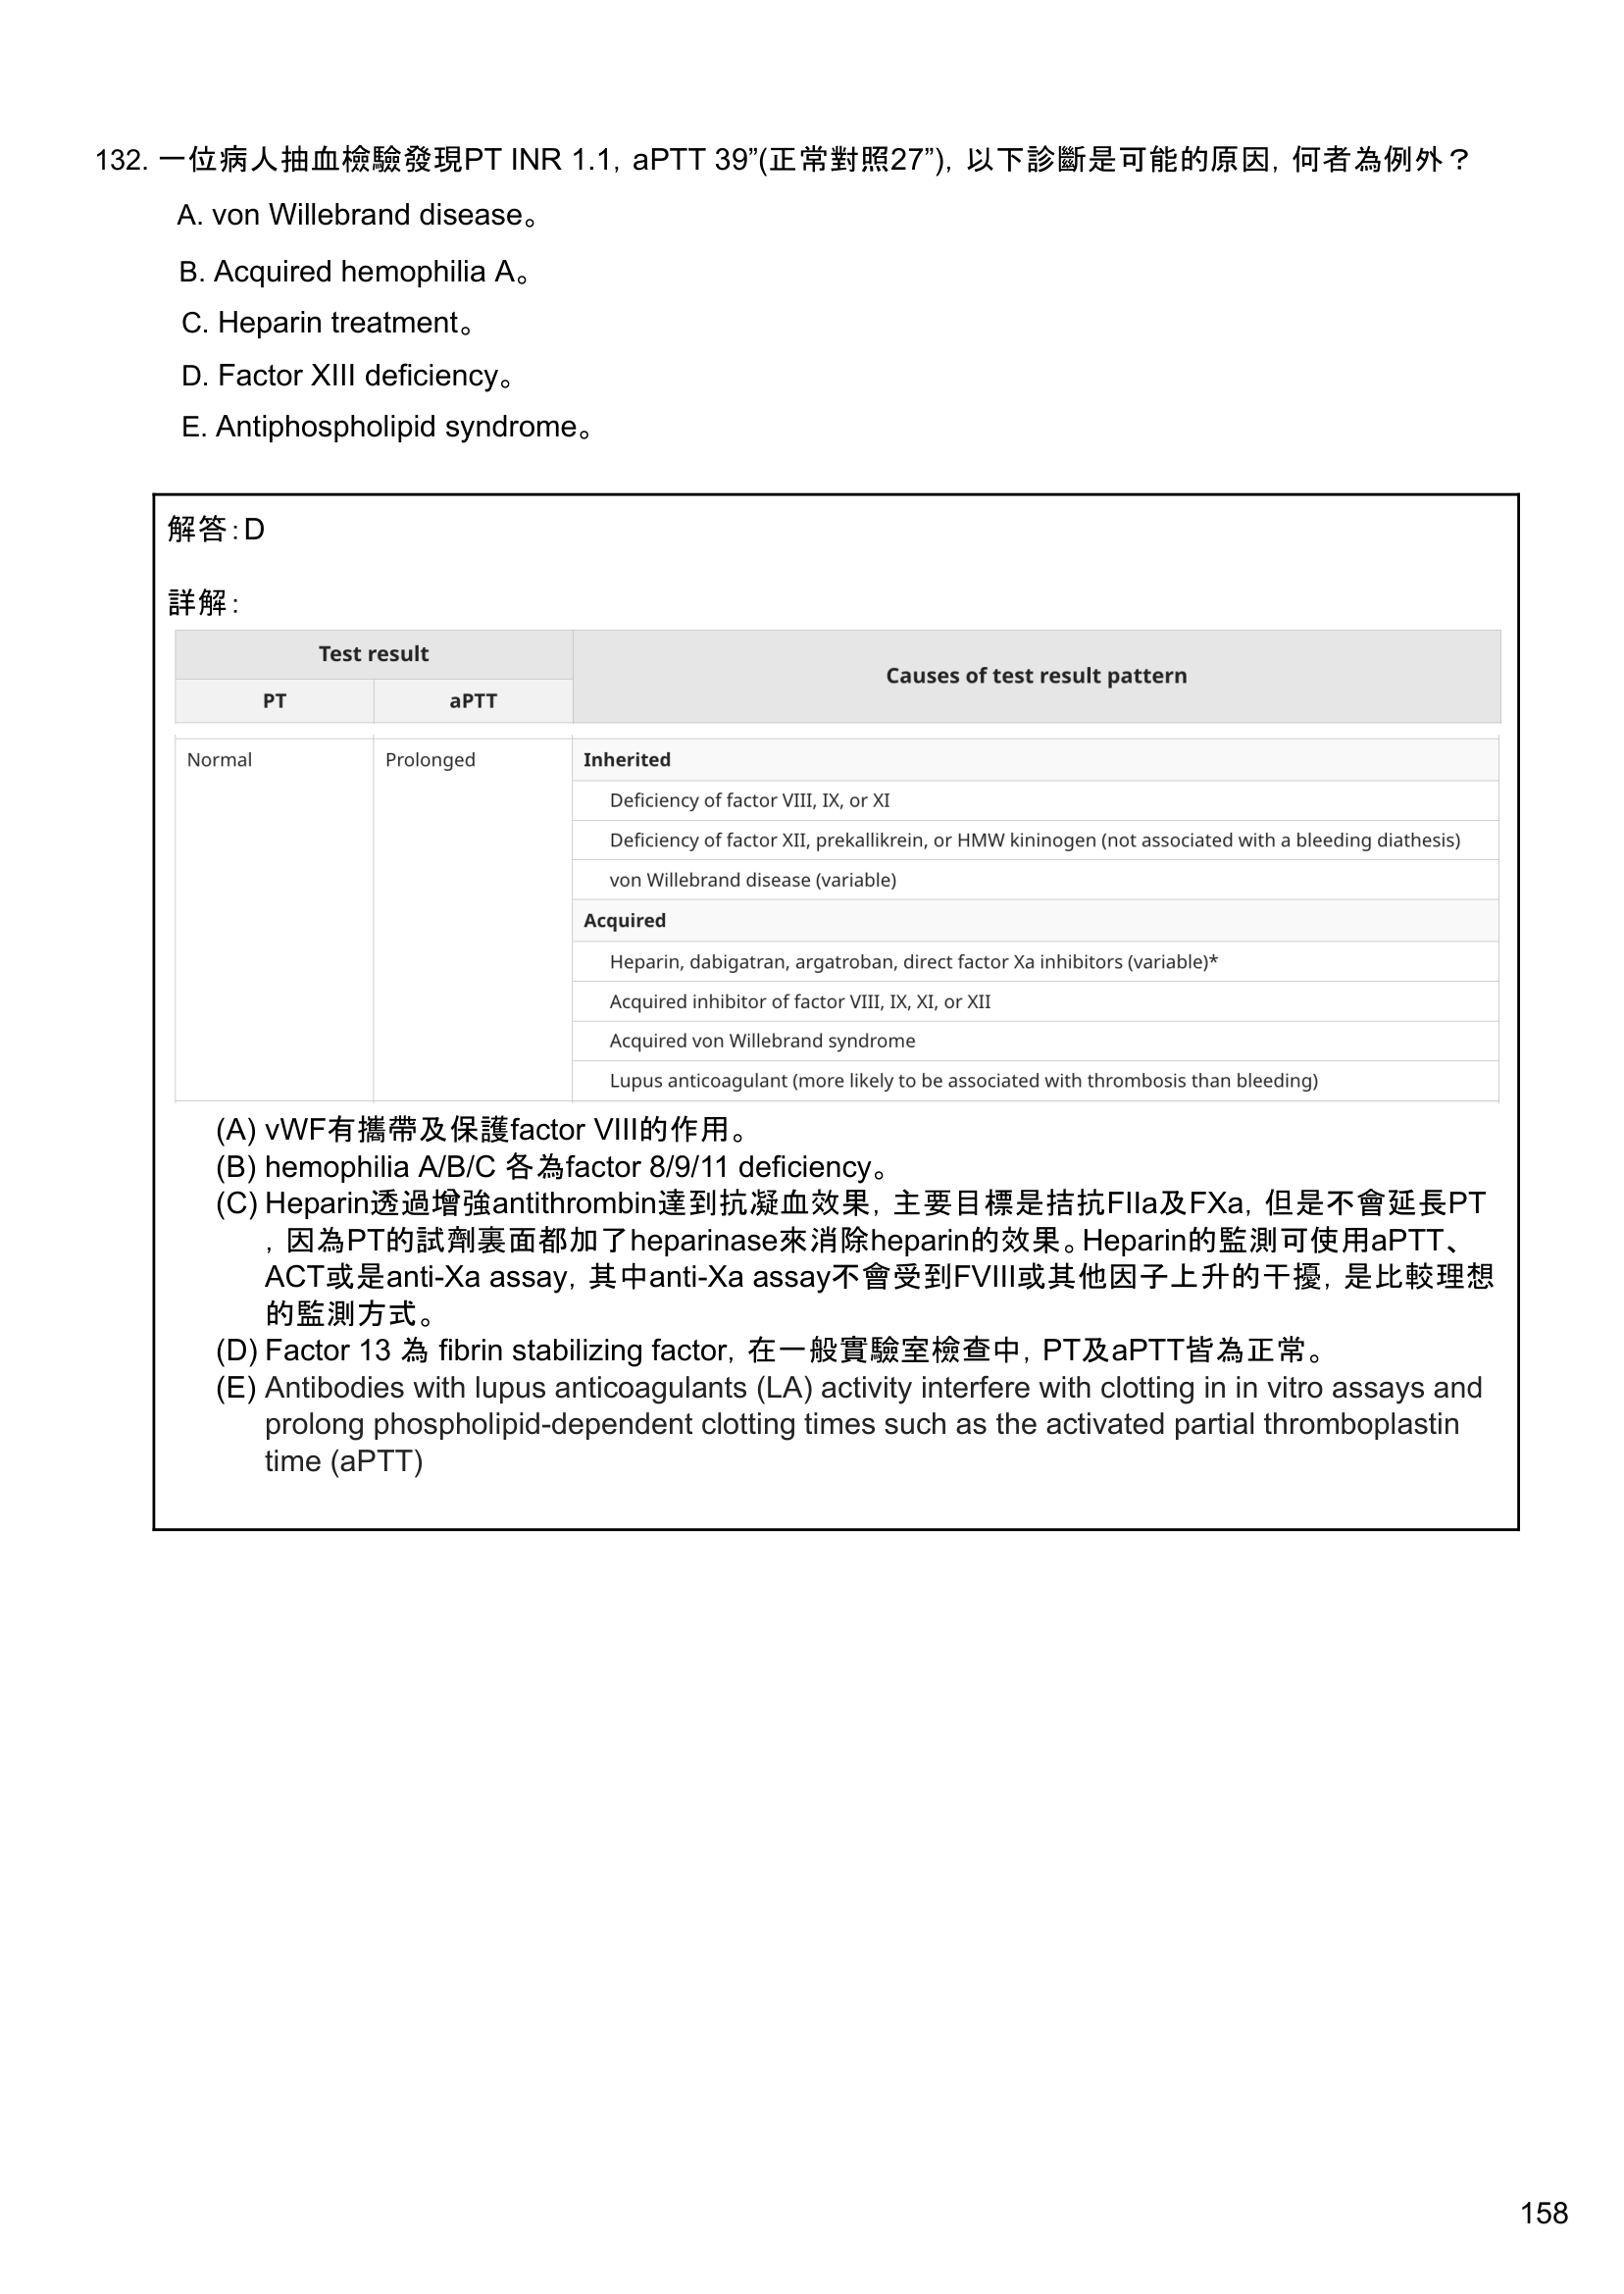 132. 一位病人抽血檢驗發現PT INR 1.1, aPTT 39”(正常對照27”), 以下診斷是可能的原因, 何者為例外？
A. von Willebrand disease。
B. Acquired hemophilia A。
C. Heparin treatment。
D. Factor XIII deficiency。
E. Antiphospholipid syndrome。
解答：D
詳解：
Test result
Causes of test result pattern
PT aPTT
Normal Prolonged Inherited
Deficiency of factor VIII, IX, or XI
Deficiency of factor XII, prekallikrein, or HMW kininogen (not associated with a bleeding diathesis)
von Willebrand disease (variable)
Acquired
Heparin, dabigatran, argatroban, direct factor Xa inhibitors (variable)*
Acquired inhibitor of factor VIII, IX, XI, or XII
Acquired von Willebrand syndrome
Lupus anticoagulant (more likely to be associated with thrombosis than bleeding)
(A) vWF有攜帶及保護factor VIII的作用。
(B) hemophilia A/B/C 各為factor 8/9/11 deficiency。
(C) Heparin透過增強antithrombin達到抗凝血效果, 主要目標是拮抗FIIa及FXa, 但是不會延長PT
, 因為PT的試劑裏面都加了heparinase來消除heparin的效果。Heparin的監測可使用aPTT、
ACT或是anti-Xa assay, 其中anti-Xa assay不會受到FVIII或其他因子上升的干擾, 是比較理想
的監測方式。
(D) Factor 13 為 fibrin stabilizing factor, 在一般實驗室檢查中, PT及aPTT皆為正常。
(E) Antibodies with lupus anticoagulants (LA) activity interfere with clotting in in vitro assays and
prolong phospholipid-dependent clotting times such as the activated partial thromboplastin
time (aPTT)
158